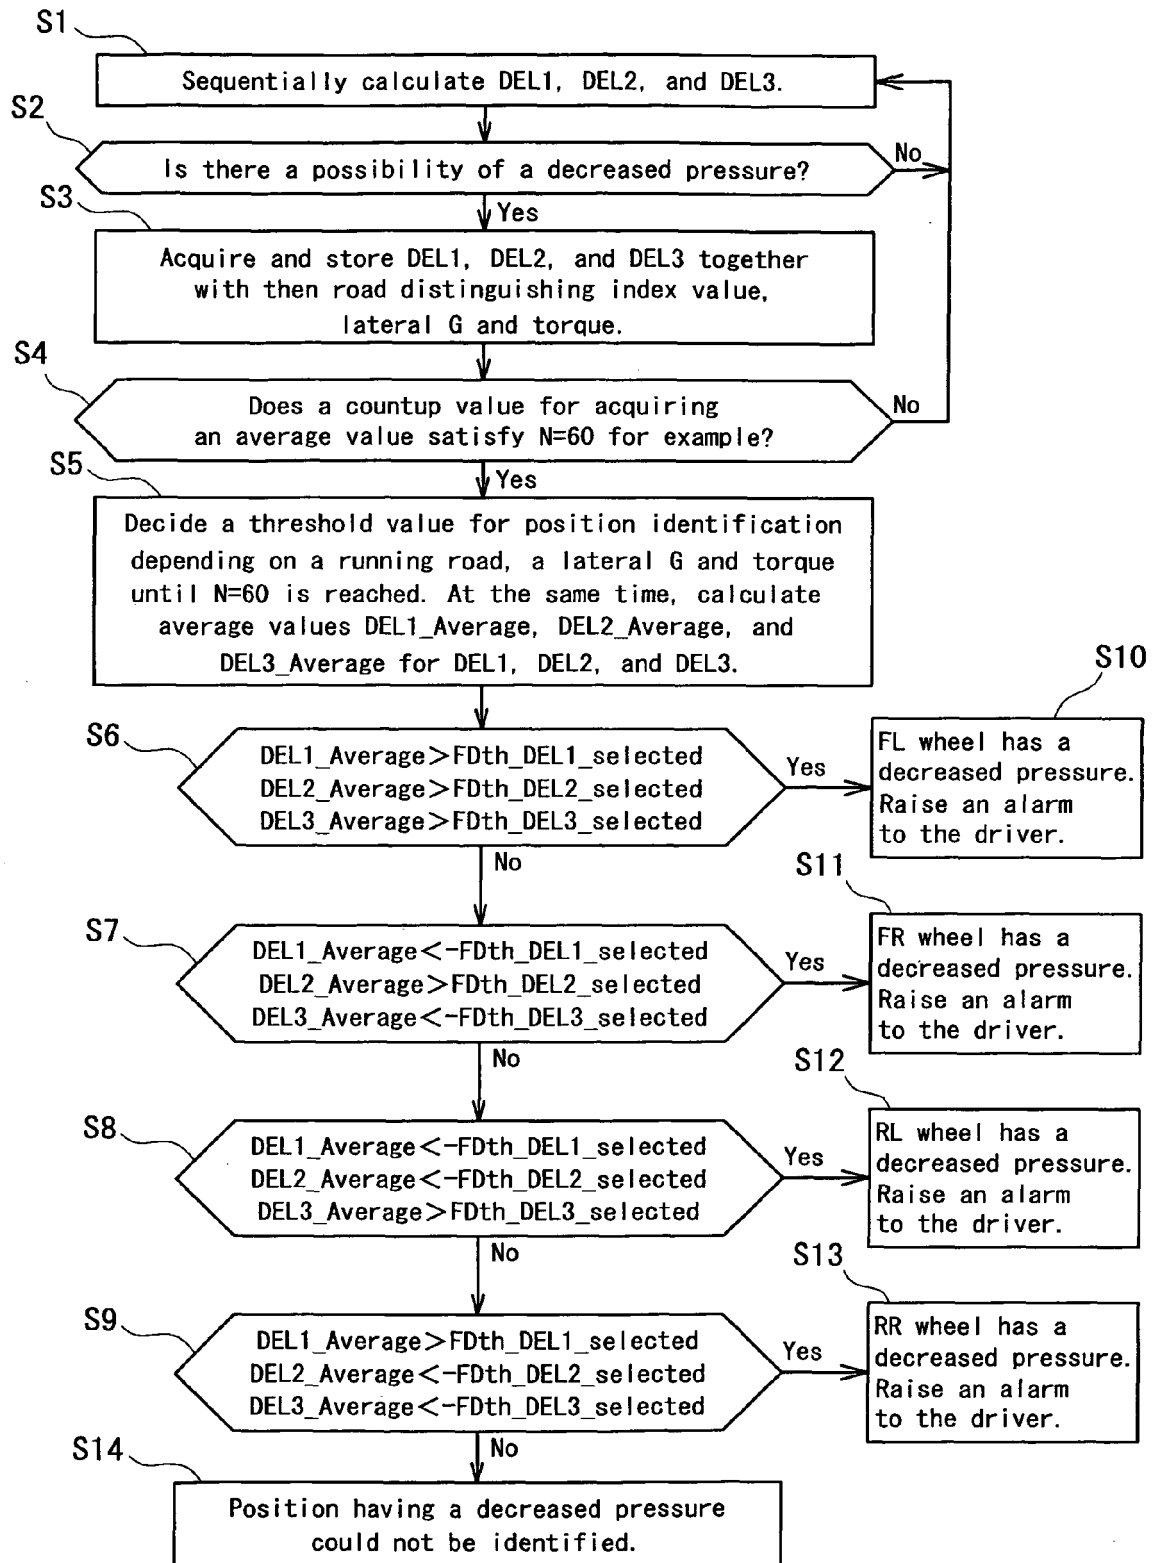 S1
Sequentially calculate DEL1, DEL2, and DEL3.
S2
Is there a possibility of a decreased pressure?
No
Yes
S3
Acquire and store DEL1, DEL2, and DEL3 together
with then road distinguishing index value,
lateral G and torque.
S4
Does a countup value for acquiring
an average value satisfy N=60 for example?
No
Yes
S5
Decide a threshold value for position identification
depending on a running road, a lateral G and torque
until N=60 is reached. At the same time, calculate
average values DEL1_Average, DEL2_Average, and
DEL3_Average for DEL1, DEL2, and DEL3.
S6
DEL1_Average>FDth_DEL1_selected
DEL2_Average>FDth_DEL2_selected
DEL3_Average>FDth_DEL3_selected
Yes
No
S10
FL wheel has a
decreased pressure.
Raise an alarm
to the driver.
S7
DEL1_Average<-FDth_DEL1_selected
DEL2_Average>FDth_DEL2_selected
DEL3_Average<-FDth_DEL3_selected
Yes
No
S11
FR wheel has a
decreased pressure.
Raise an alarm
to the driver.
S8
DEL1_Average<-FDth_DEL1_selected
DEL2_Average<-FDth_DEL2_selected
DEL3_Average>FDth_DEL3_selected
Yes
No
S12
RL wheel has a
decreased pressure.
Raise an alarm
to the driver.
S9
DEL1_Average>FDth_DEL1_selected
DEL2_Average<-FDth_DEL2_selected
DEL3_Average<-FDth_DEL3_selected
Yes
No
S13
RR wheel has a
decreased pressure.
Raise an alarm
to the driver.
S14
Position having a decreased pressure
could not be identified.